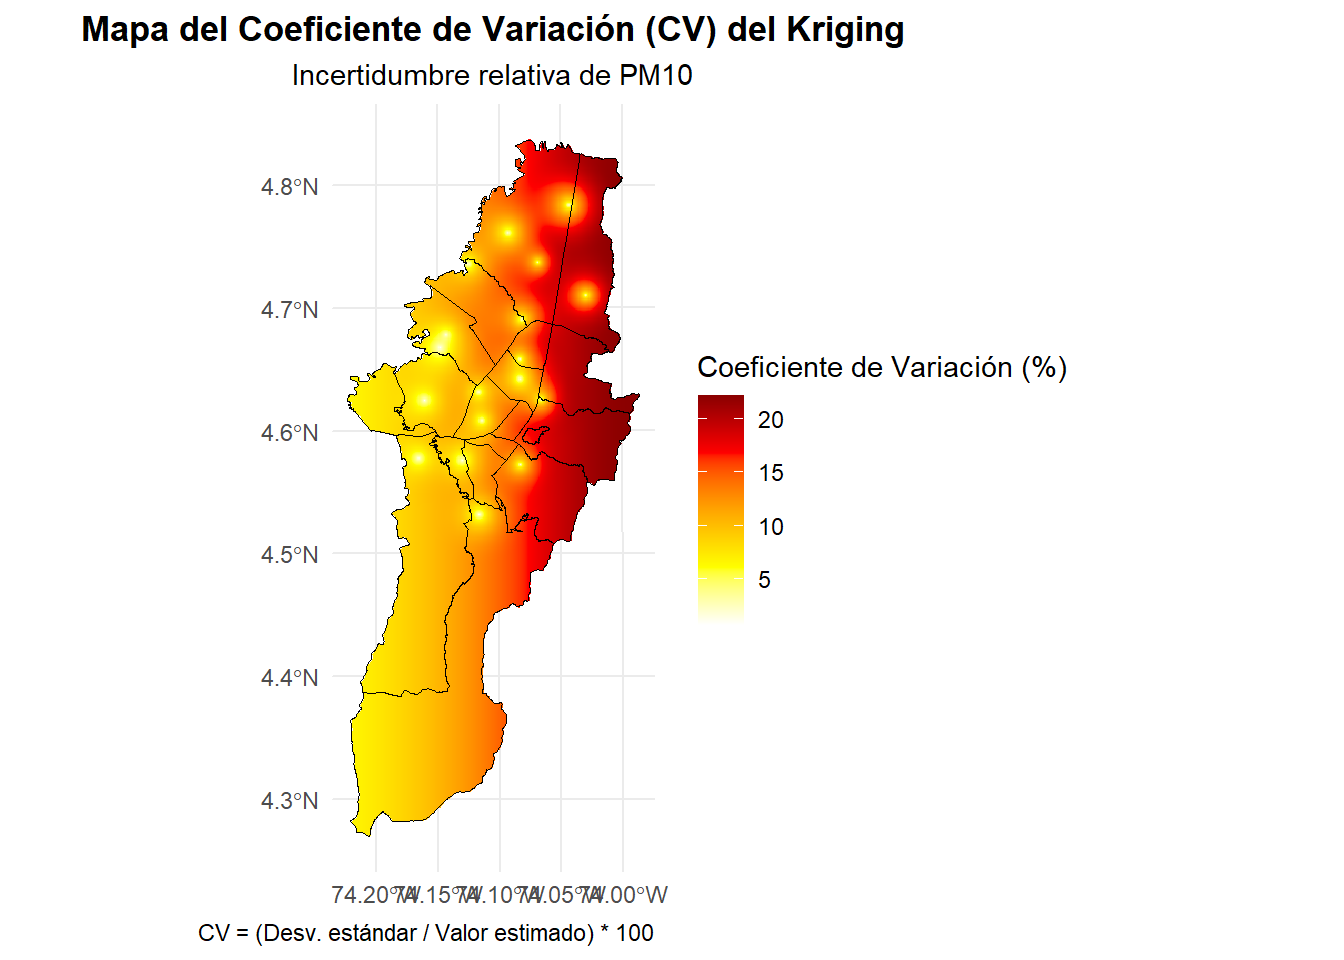 Mapa del Coeficiente de Variación (CV) del Kriging
Incertidumbre relativa de PM10
4.8°N
4.7°N
4.6°N
4.5°N
4.4°N
4.3°N
74.20°W 74.15°W 74.10°W 74.05°W 74.00°W
Coeficiente de Variación (%)
20
15
10
5
CV = (Desv. estándar / Valor estimado) * 100